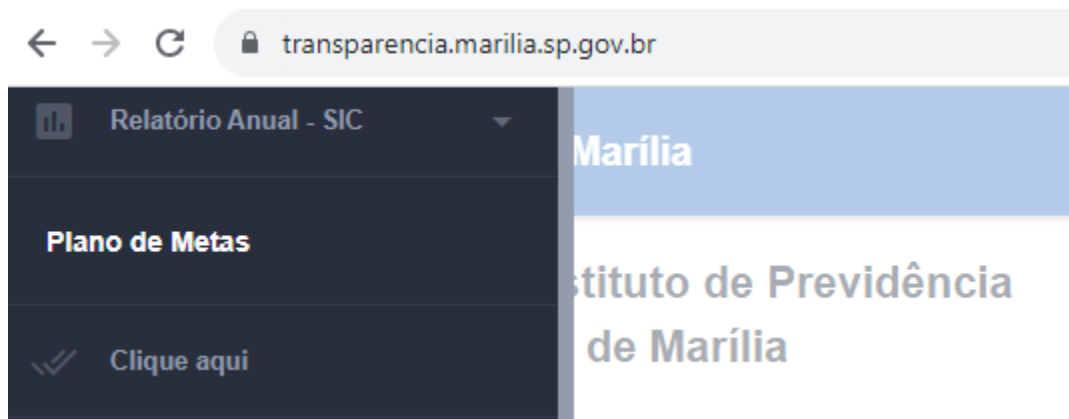 transparencia.marilia.sp.gov.br
Relatório Anual - SIC
Marília
Plano de Metas
stituto de Previdência
de Marília
Clique aqui